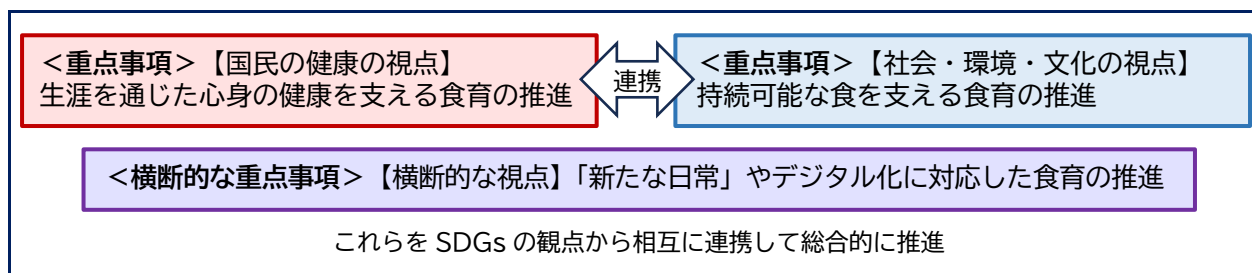 ＜重点事項＞【国民の健康の視点】
生涯を通じた心身の健康を支える食育の推進
連携
＜重点事項＞【社会・環境・文化の視点】
持続可能な食を支える食育の推進
＜横断的な重点事項＞【横断的な視点】「新たな日常」やデジタル化に対応した食育の推進
これらを SDGs の観点から相互に連携して総合的に推進